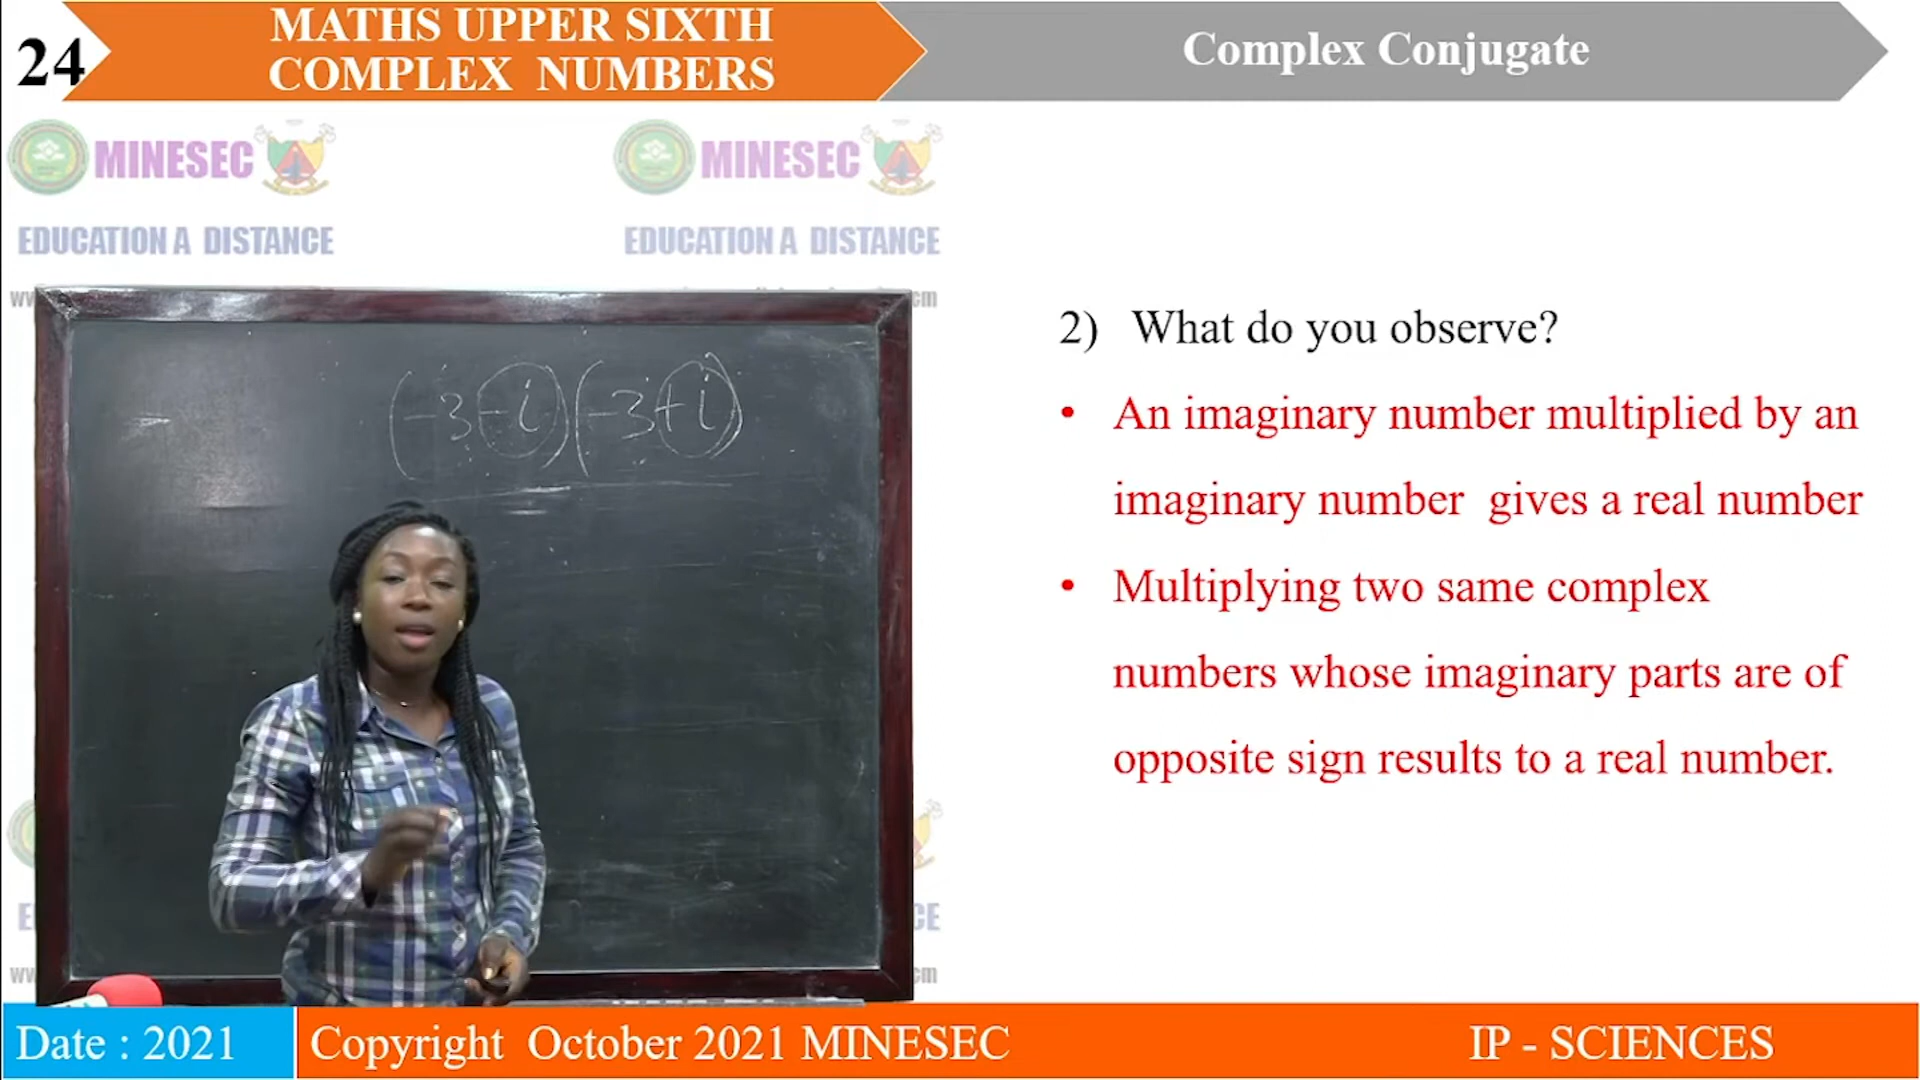 24
MATHS UPPER SIXTH
COMPLEX NUMBERS
Complex Conjugate
MINESEC
MINESEC
EDUCATION A DISTANCE
EDUCATION A DISTANCE
(-3-i)(-3+i)
2) What do you observe?
• An imaginary number multiplied by an
imaginary number gives a real number
• Multiplying two same complex
numbers whose imaginary parts are of
opposite sign results to a real number.
Date : 2021
Copyright October 2021 MINESEC
IP - SCIENCES